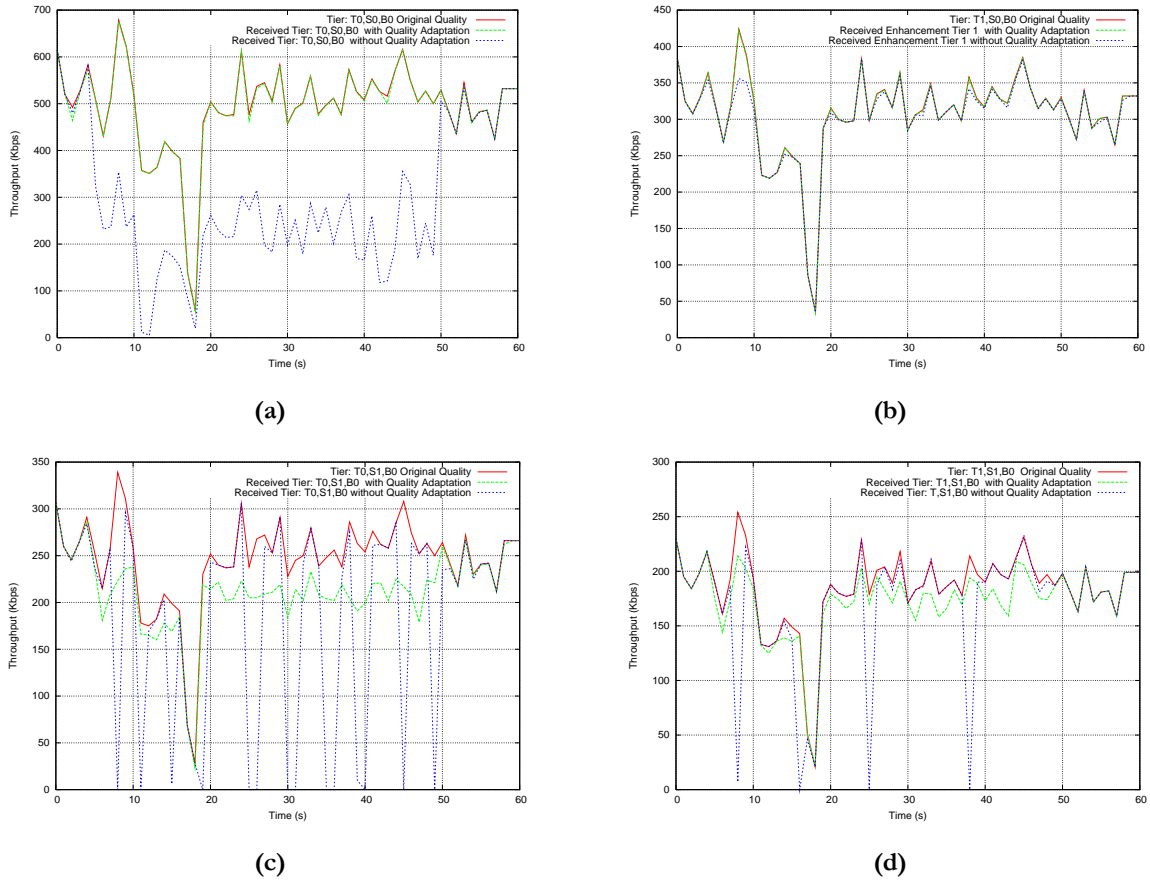 Tier: T0,S0,B0 Original Quality
Received Tier: T0,S0,B0  with Quality Adaptation
Received Tier: T0,S0,B0  without Quality Adaptation
Throughput (Kbps)
700
600
500
400
300
200
100
0
0 10 20 30 40 50 60
Time (s)
(a)
Tier: T1,S0,B0 Original Quality
Received Enhancement Tier 1 with Quality Adaptation
Received Enhancement Tier 1 without Quality Adaptation
Throughput (Kbps)
450
400
350
300
250
200
150
100
50
0
0 10 20 30 40 50 60
Time (s)
(b)
Tier: T0,S1,B0 Original Quality
Received Tier: T0,S1,B0  with Quality Adaptation
Received Tier: T0,S1,B0 without Quality Adaptation
Throughput (Kbps)
350
300
250
200
150
100
50
0
0 10 20 30 40 50 60
Time (s)
(c)
Tier: T1,S1,B0  Original Quality
Received Tier: T1,S1,B0  with Quality Adaptation
Received Tier: T,S1,B0 without Quality Adaptation
Throughput (Kbps)
300
250
200
150
100
50
0
0 10 20 30 40 50 60
Time (s)
(d)